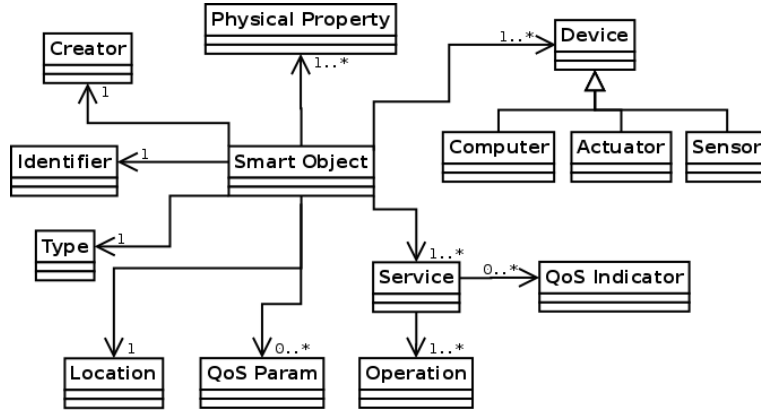 Physical Property
Creator
Device
1..*
1..*
1
Identifier
1
Smart Object
Computer
Actuator
Sensor
Type
1
1..*
Service
0..*
QoS Indicator
1
0..*
1..*
Location
QoS Param
Operation